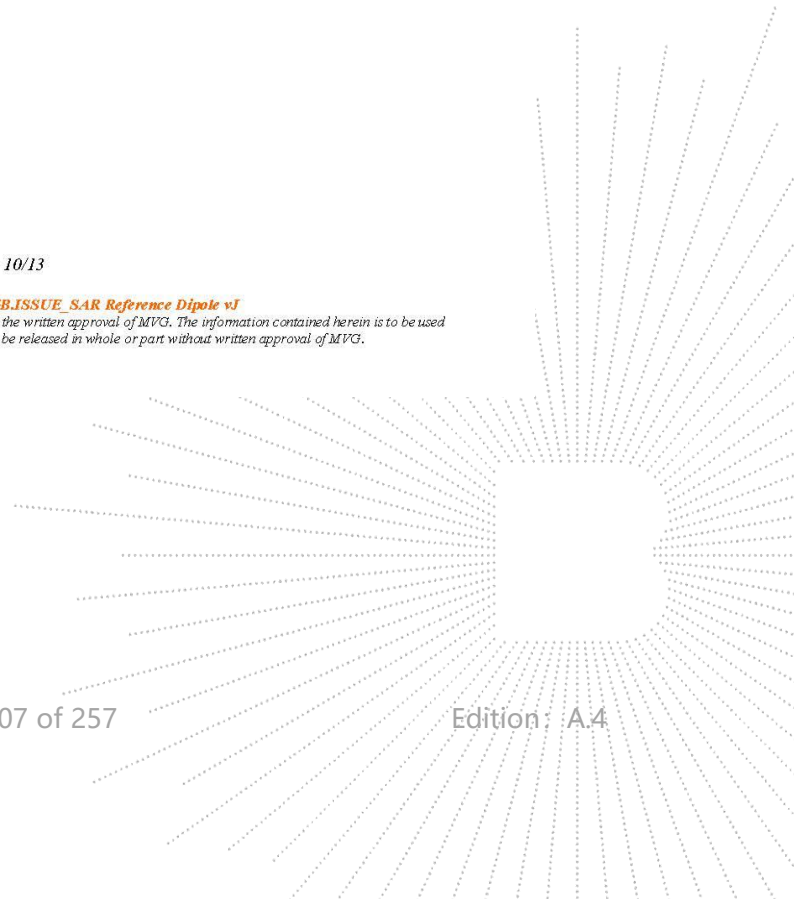 10/13
B.ISSUE_SAR Reference Dipole vJ
the written approval of MVG. The information contained herein is to be used
be released in whole or part without written approval of MVG.
07 of 257 Edition：A.4